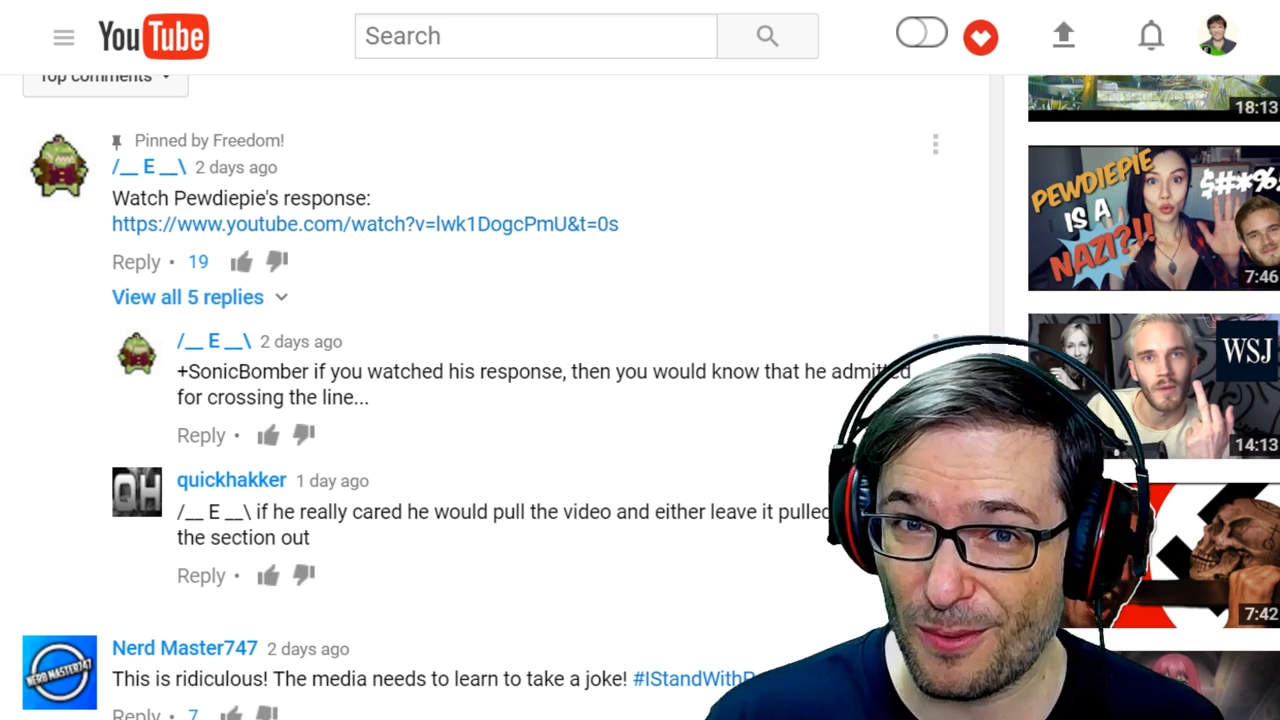 YouTube
Search
Top comments
Pinned by Freedom!
/__ E __\ 2 days ago
Watch Pewdiepie's response:
https://www.youtube.com/watch?v=lwk1DogcPmU&t=0s
Reply • 19
View all 5 replies
/__ E __\ 2 days ago
+SonicBomber if you watched his response, then you would know that he admitted
for crossing the line...
Reply •
QH
quickhakker 1 day ago
/__ E __\ if he really cared he would pull the video and either leave it pulled
the section out
Reply •
NERD MASTER747
Nerd Master747 2 days ago
This is ridiculous! The media needs to learn to take a joke! #IStandWithP
Reply • 7
18:13
PEWDIEPIE
IS A
NAZI?!!
$#*%!
7:46
WSJ
14:13
7:42